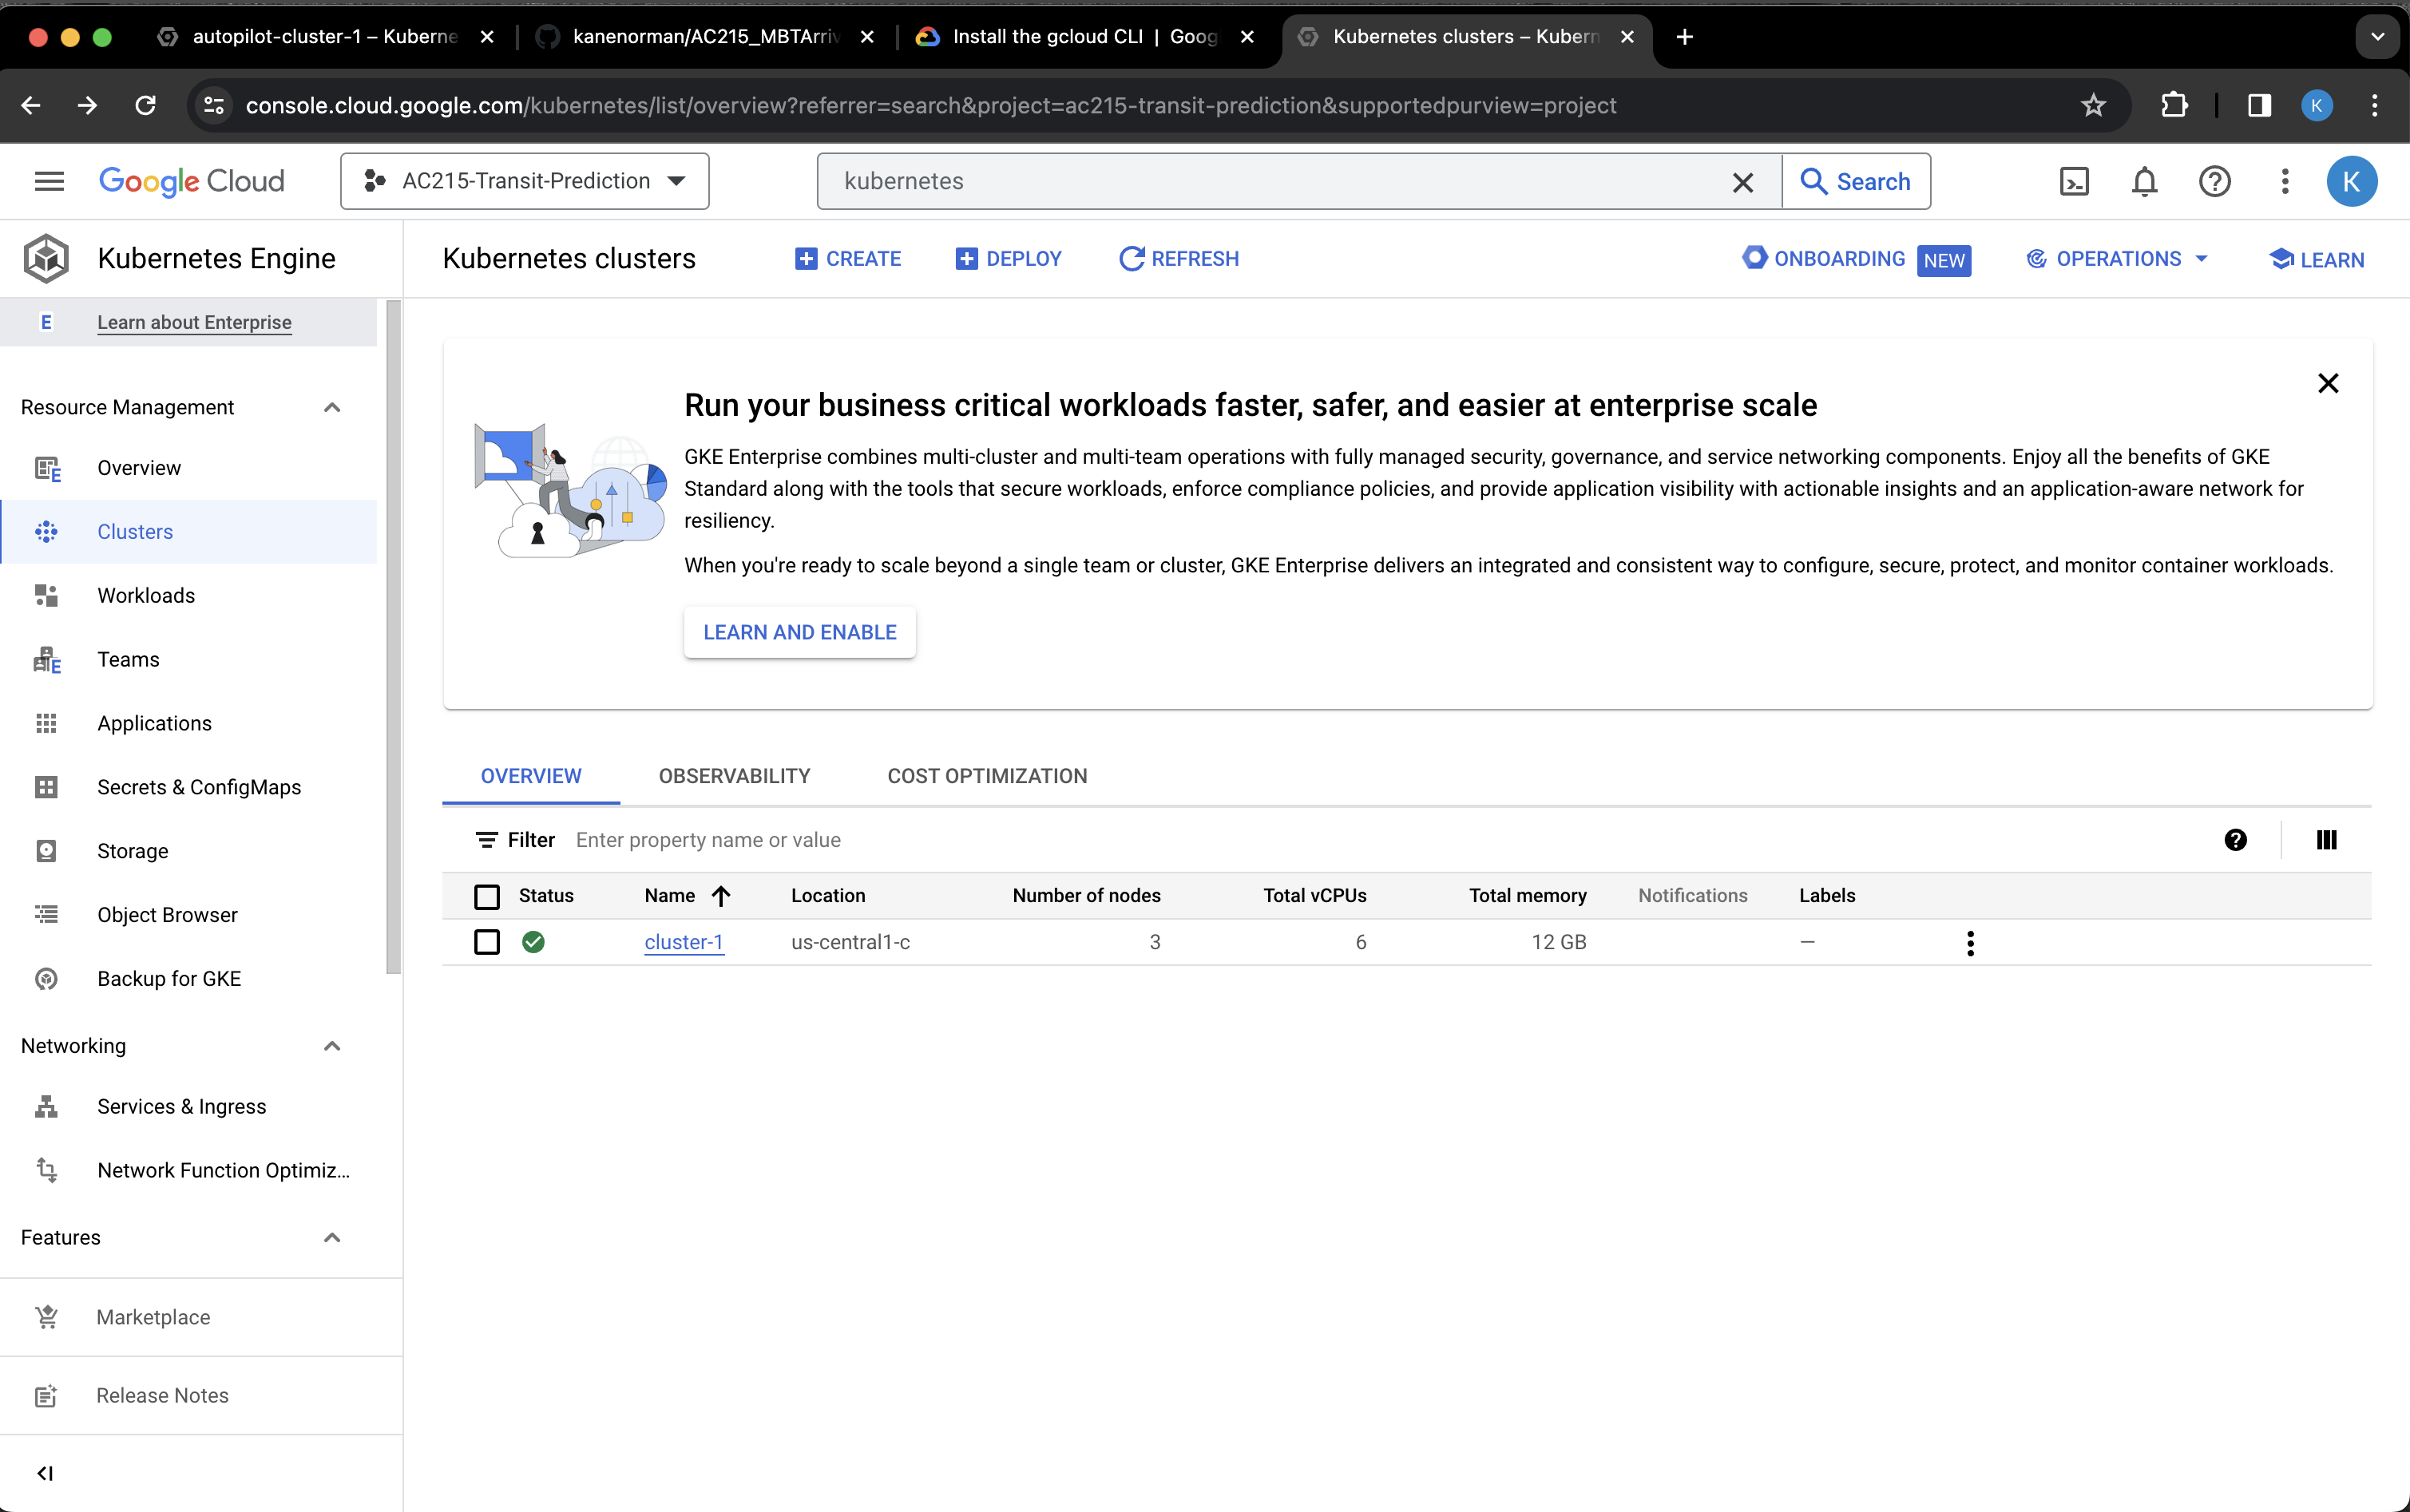 autopilot-cluster-1 – Kuberne
kanenorman/AC215_MBTArriv
Install the gcloud CLI | Goog
Kubernetes clusters – Kubern
console.cloud.google.com/kubernetes/list/overview?referrer=search&project=ac215-transit-prediction&supportedpurview=project
K
Google Cloud
AC215-Transit-Prediction
kubernetes
Search
K
Kubernetes Engine
Kubernetes clusters
CREATE
DEPLOY
REFRESH
ONBOARDING NEW
OPERATIONS
LEARN
E Learn about Enterprise
Resource Management
E Overview
Clusters
Workloads
E Teams
Applications
Secrets & ConfigMaps
Storage
Object Browser
Backup for GKE
Networking
Services & Ingress
Network Function Optimiz...
Features
Marketplace
Release Notes
Run your business critical workloads faster, safer, and easier at enterprise scale
GKE Enterprise combines multi-cluster and multi-team operations with fully managed security, governance, and service networking components. Enjoy all the benefits of GKE
Standard along with the tools that secure workloads, enforce compliance policies, and provide application visibility with actionable insights and an application-aware network for
resiliency.
When you're ready to scale beyond a single team or cluster, GKE Enterprise delivers an integrated and consistent way to configure, secure, protect, and monitor container workloads.
LEARN AND ENABLE
OVERVIEW OBSERVABILITY COST OPTIMIZATION
Filter Enter property name or value
Status Name Location Number of nodes Total vCPUs Total memory Notifications Labels
cluster-1 us-central1-c 3 6 12 GB –